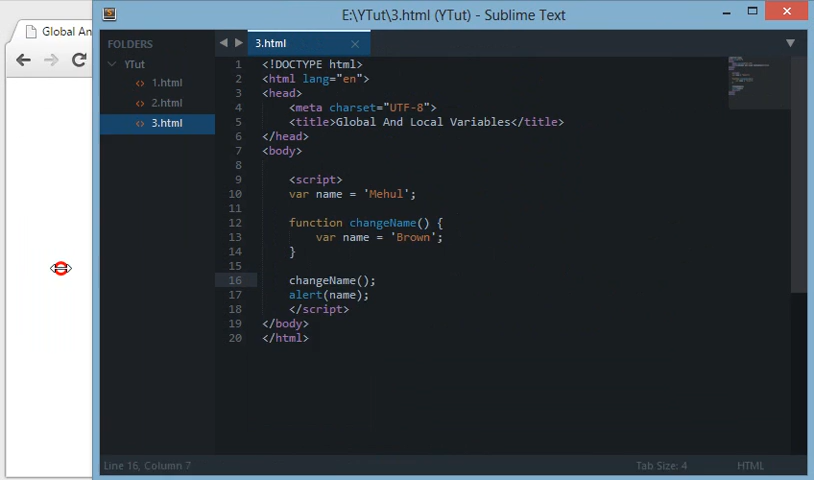 Global An
E:\YTut\3.html (YTut) - Sublime Text
FOLDERS
YTut
1.html
2.html
3.html
3.html
1 <!DOCTYPE html>
2 <html lang="en">
3 <head>
4 <meta charset="UTF-8">
5 <title>Global And Local Variables</title>
6 </head>
7 <body>
8
9 <script>
10 var name = 'Mehul';
11
12 function changeName() {
13 var name = 'Brown';
14 }
15
16 changeName();
17 alert(name);
18 </script>
19 </body>
20 </html>
Line 16, Column 7
Tab Size: 4
HTML